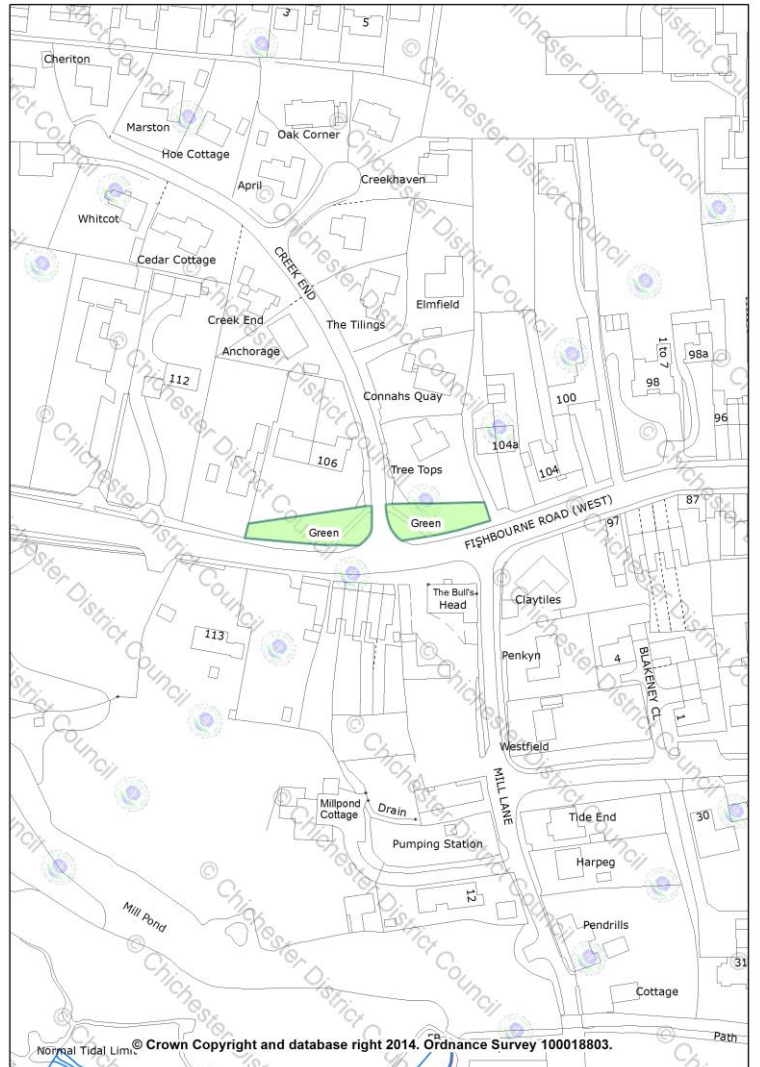 3
5
Cheriton
Marston
Oak Corner
Hoe Cottage
April
Creekhaven
Whitcot
Cedar Cottage
CREEK END
Elmfield
Creek End
The Tilings
Anchorage
112
1 to 7
98a
98
Connahs Quay
100
96
104a
106
Tree Tops
104
Green
Green
FISHBOURNE ROAD (WEST)
87
97
The Bull's
Head
Claytiles
113
Penkyn
4
BLAKENEY CL
1
Westfield
MILL LANE
Millpond
Cottage
Drain
Tide End
30
Pumping Station
Harpeg
12
Mill Pond
Pendrills
31
Cottage
Path
Normal Tidal Limit
© Crown Copyright and database right 2014. Ordnance Survey 100018803.
© Chichester District Council